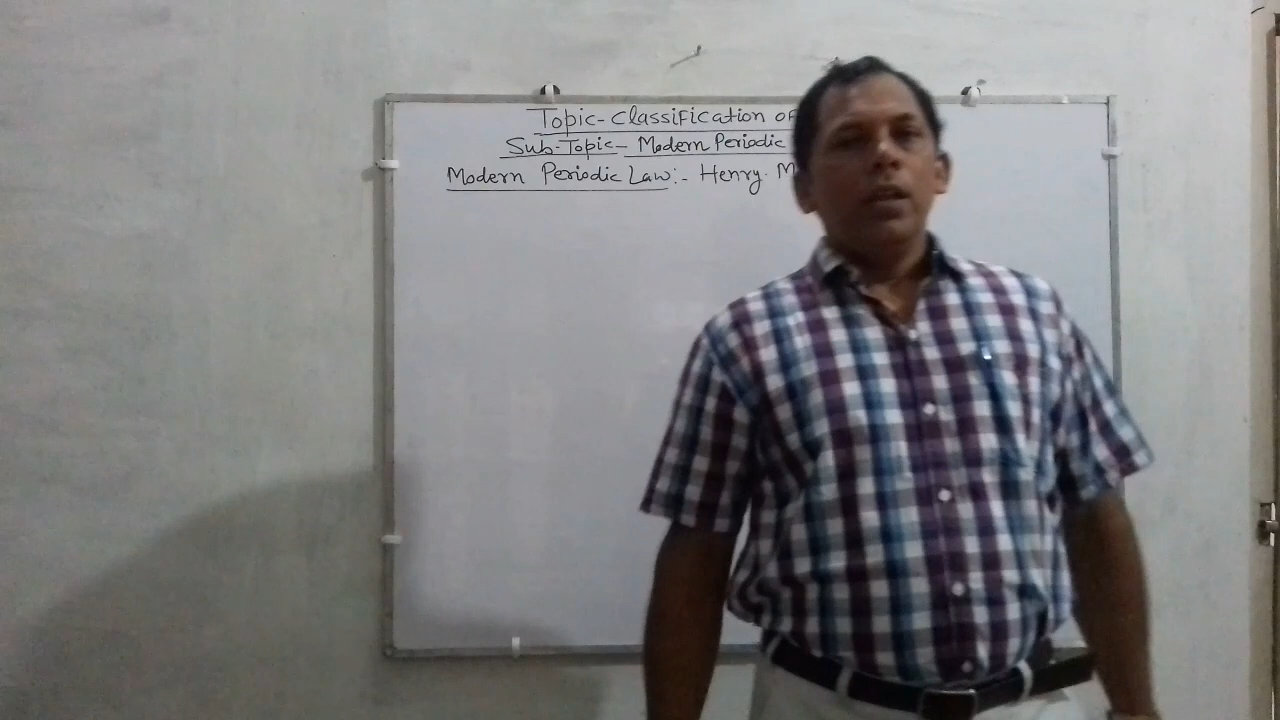 Topic-Classification of
Sub-Topic- Modern Periodic
Modern Periodic Law:- Henry. M